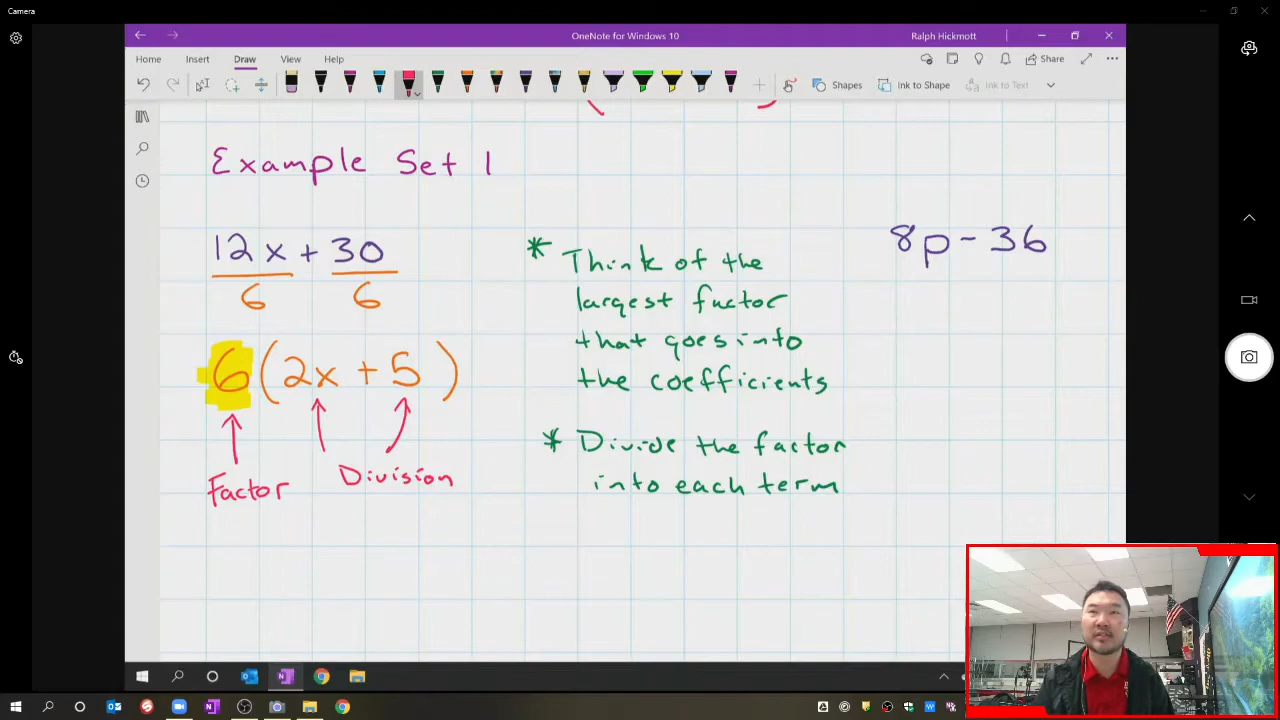 Camera
OneNote for Windows 10
Ralph Hickmott
Home Insert Draw View Help
Share
Shapes Ink to Shape Ink to Text
Example Set 1
12x + 30
6 6
6(2x + 5)
Factor
Division
* Think of the
largest factor
that goes into
the coefficients
* Divide the factor
into each term
8p - 36